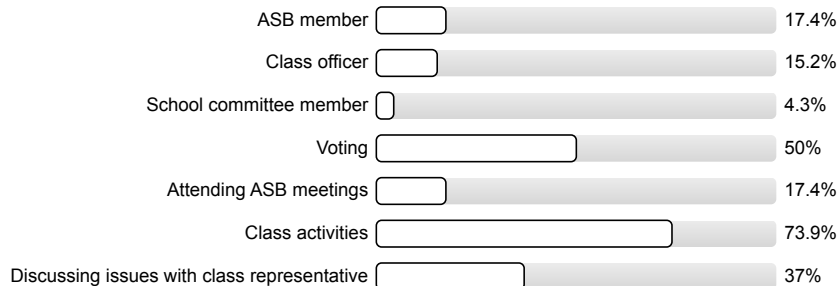 ASB member 17.4%
Class officer 15.2%
School committee member 4.3%
Voting 50%
Attending ASB meetings 17.4%
Class activities 73.9%
Discussing issues with class representative 37%